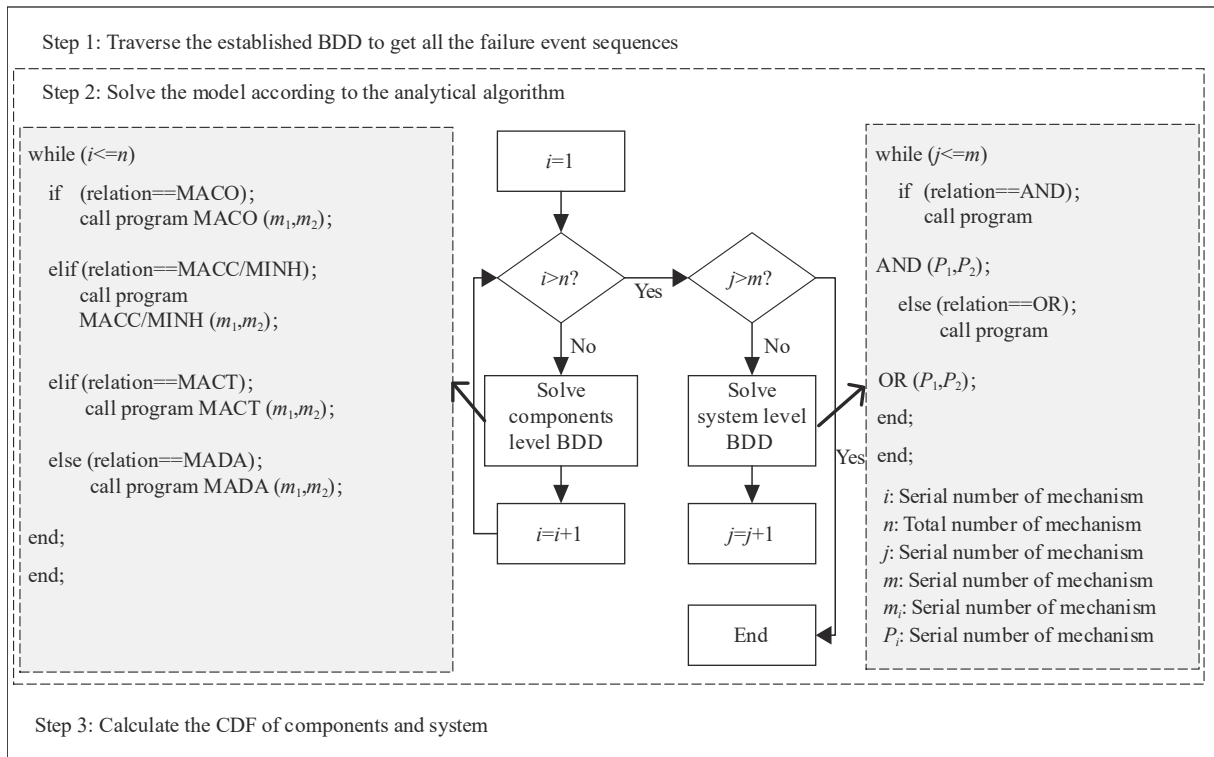 Step 1: Traverse the established BDD to get all the failure event sequences
Step 2: Solve the model according to the analytical algorithm
while (i<=n)
if (relation==MACO);
call program MACO (m₁,m₂);
elif (relation==MACC/MINH);
call program
MACC/MINH (m₁,m₂);
elif (relation==MACT);
call program MACT (m₁,m₂);
else (relation==MADA);
call program MADA (m₁,m₂);
end;
end;
i=1
i>n?
Yes
No
Solve
components
level BDD
i=i+1
j>m?
No
Yes
Solve
system level
BDD
j=j+1
End
while (j<=m)
if (relation==AND);
call program
AND (P₁,P₂);
else (relation==OR);
call program
OR (P₁,P₂);
end;
end;
i: Serial number of mechanism
n: Total number of mechanism
j: Serial number of mechanism
m: Serial number of mechanism
mᵢ: Serial number of mechanism
Pᵢ: Serial number of mechanism
Step 3: Calculate the CDF of components and system